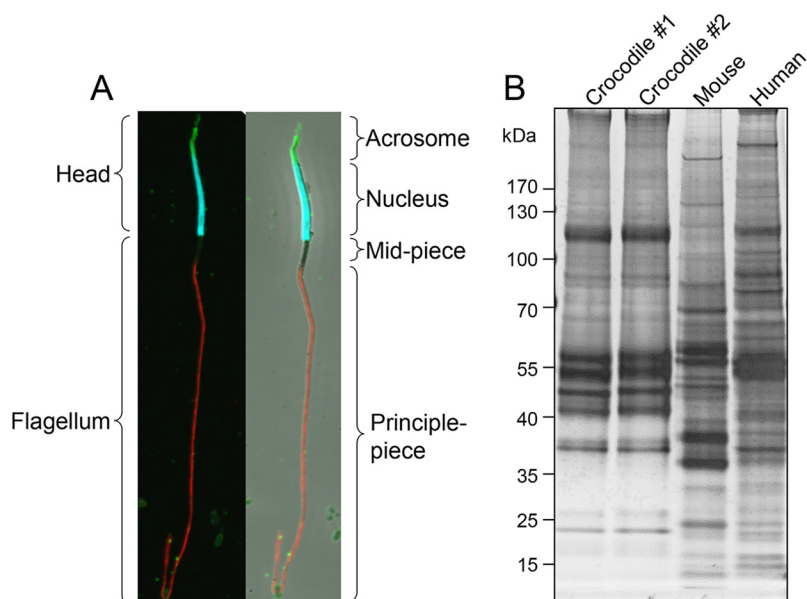 A
Head
Flagellum
Acrosome
Nucleus
Mid-piece
Principle-
piece
B
Crocodile #1
Crocodile #2
Mouse
Human
kDa
170
130
100
70
55
40
35
25
15